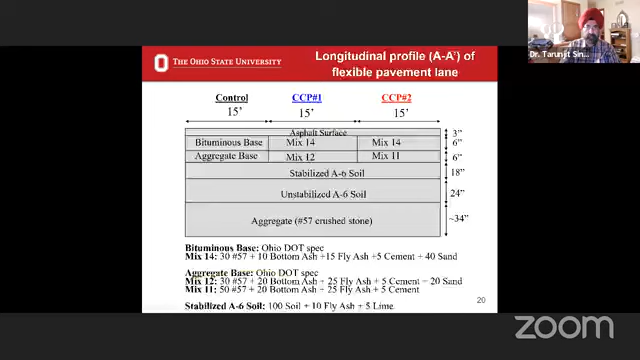 Dr. Tarunjit Sin...
THE OHIO STATE UNIVERSITY
Longitudinal profile (A-A') of
flexible pavement lane
Control CCP#1 CCP#2
15' 15' 15'
Asphalt Surface 3"
Bituminous Base Mix 14 Mix 14 6"
Aggregate Base Mix 12 Mix 11 6"
Stabilized A-6 Soil 18"
Unstabilized A-6 Soil 24"
Aggregate (#57 crushed stone) ~34"
Bituminous Base: Ohio DOT spec
Mix 14: 30 #57 + 10 Bottom Ash +15 Fly Ash +5 Cement + 40 Sand
Aggregate Base: Ohio DOT spec
Mix 12: 30 #57 + 20 Bottom Ash + 25 Fly Ash + 5 Cement + 20 Sand
Mix 11: 50 #57 + 20 Bottom Ash + 25 Fly Ash + 5 Cement
Stabilized A-6 Soil: 100 Soil + 10 Fly Ash + 5 Lime
20
zoom